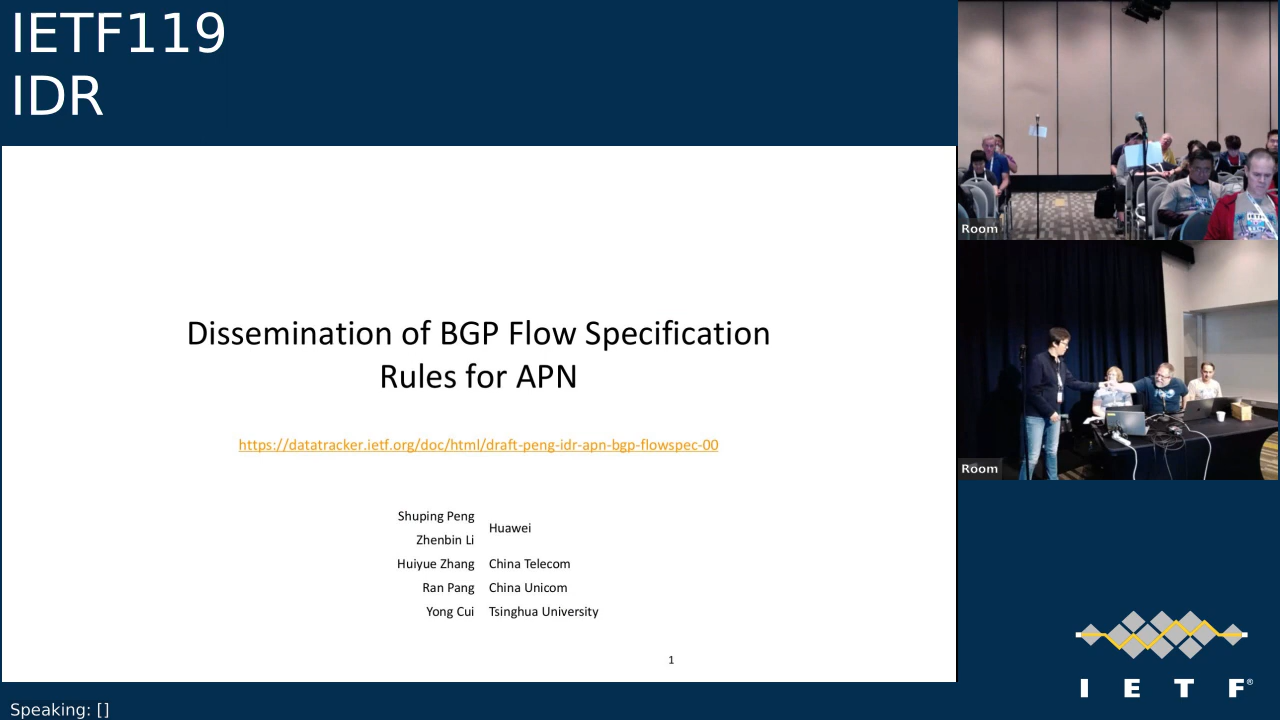 IETF119
IDR
Dissemination of BGP Flow Specification
Rules for APN
https://datatracker.ietf.org/doc/html/draft-peng-idr-apn-bgp-flowspec-00
Shuping Peng
Zhenbin Li
Huawei
Huiyue Zhang China Telecom
Ran Pang China Unicom
Yong Cui Tsinghua University
1
Room
Room
I E T F®
Speaking: []